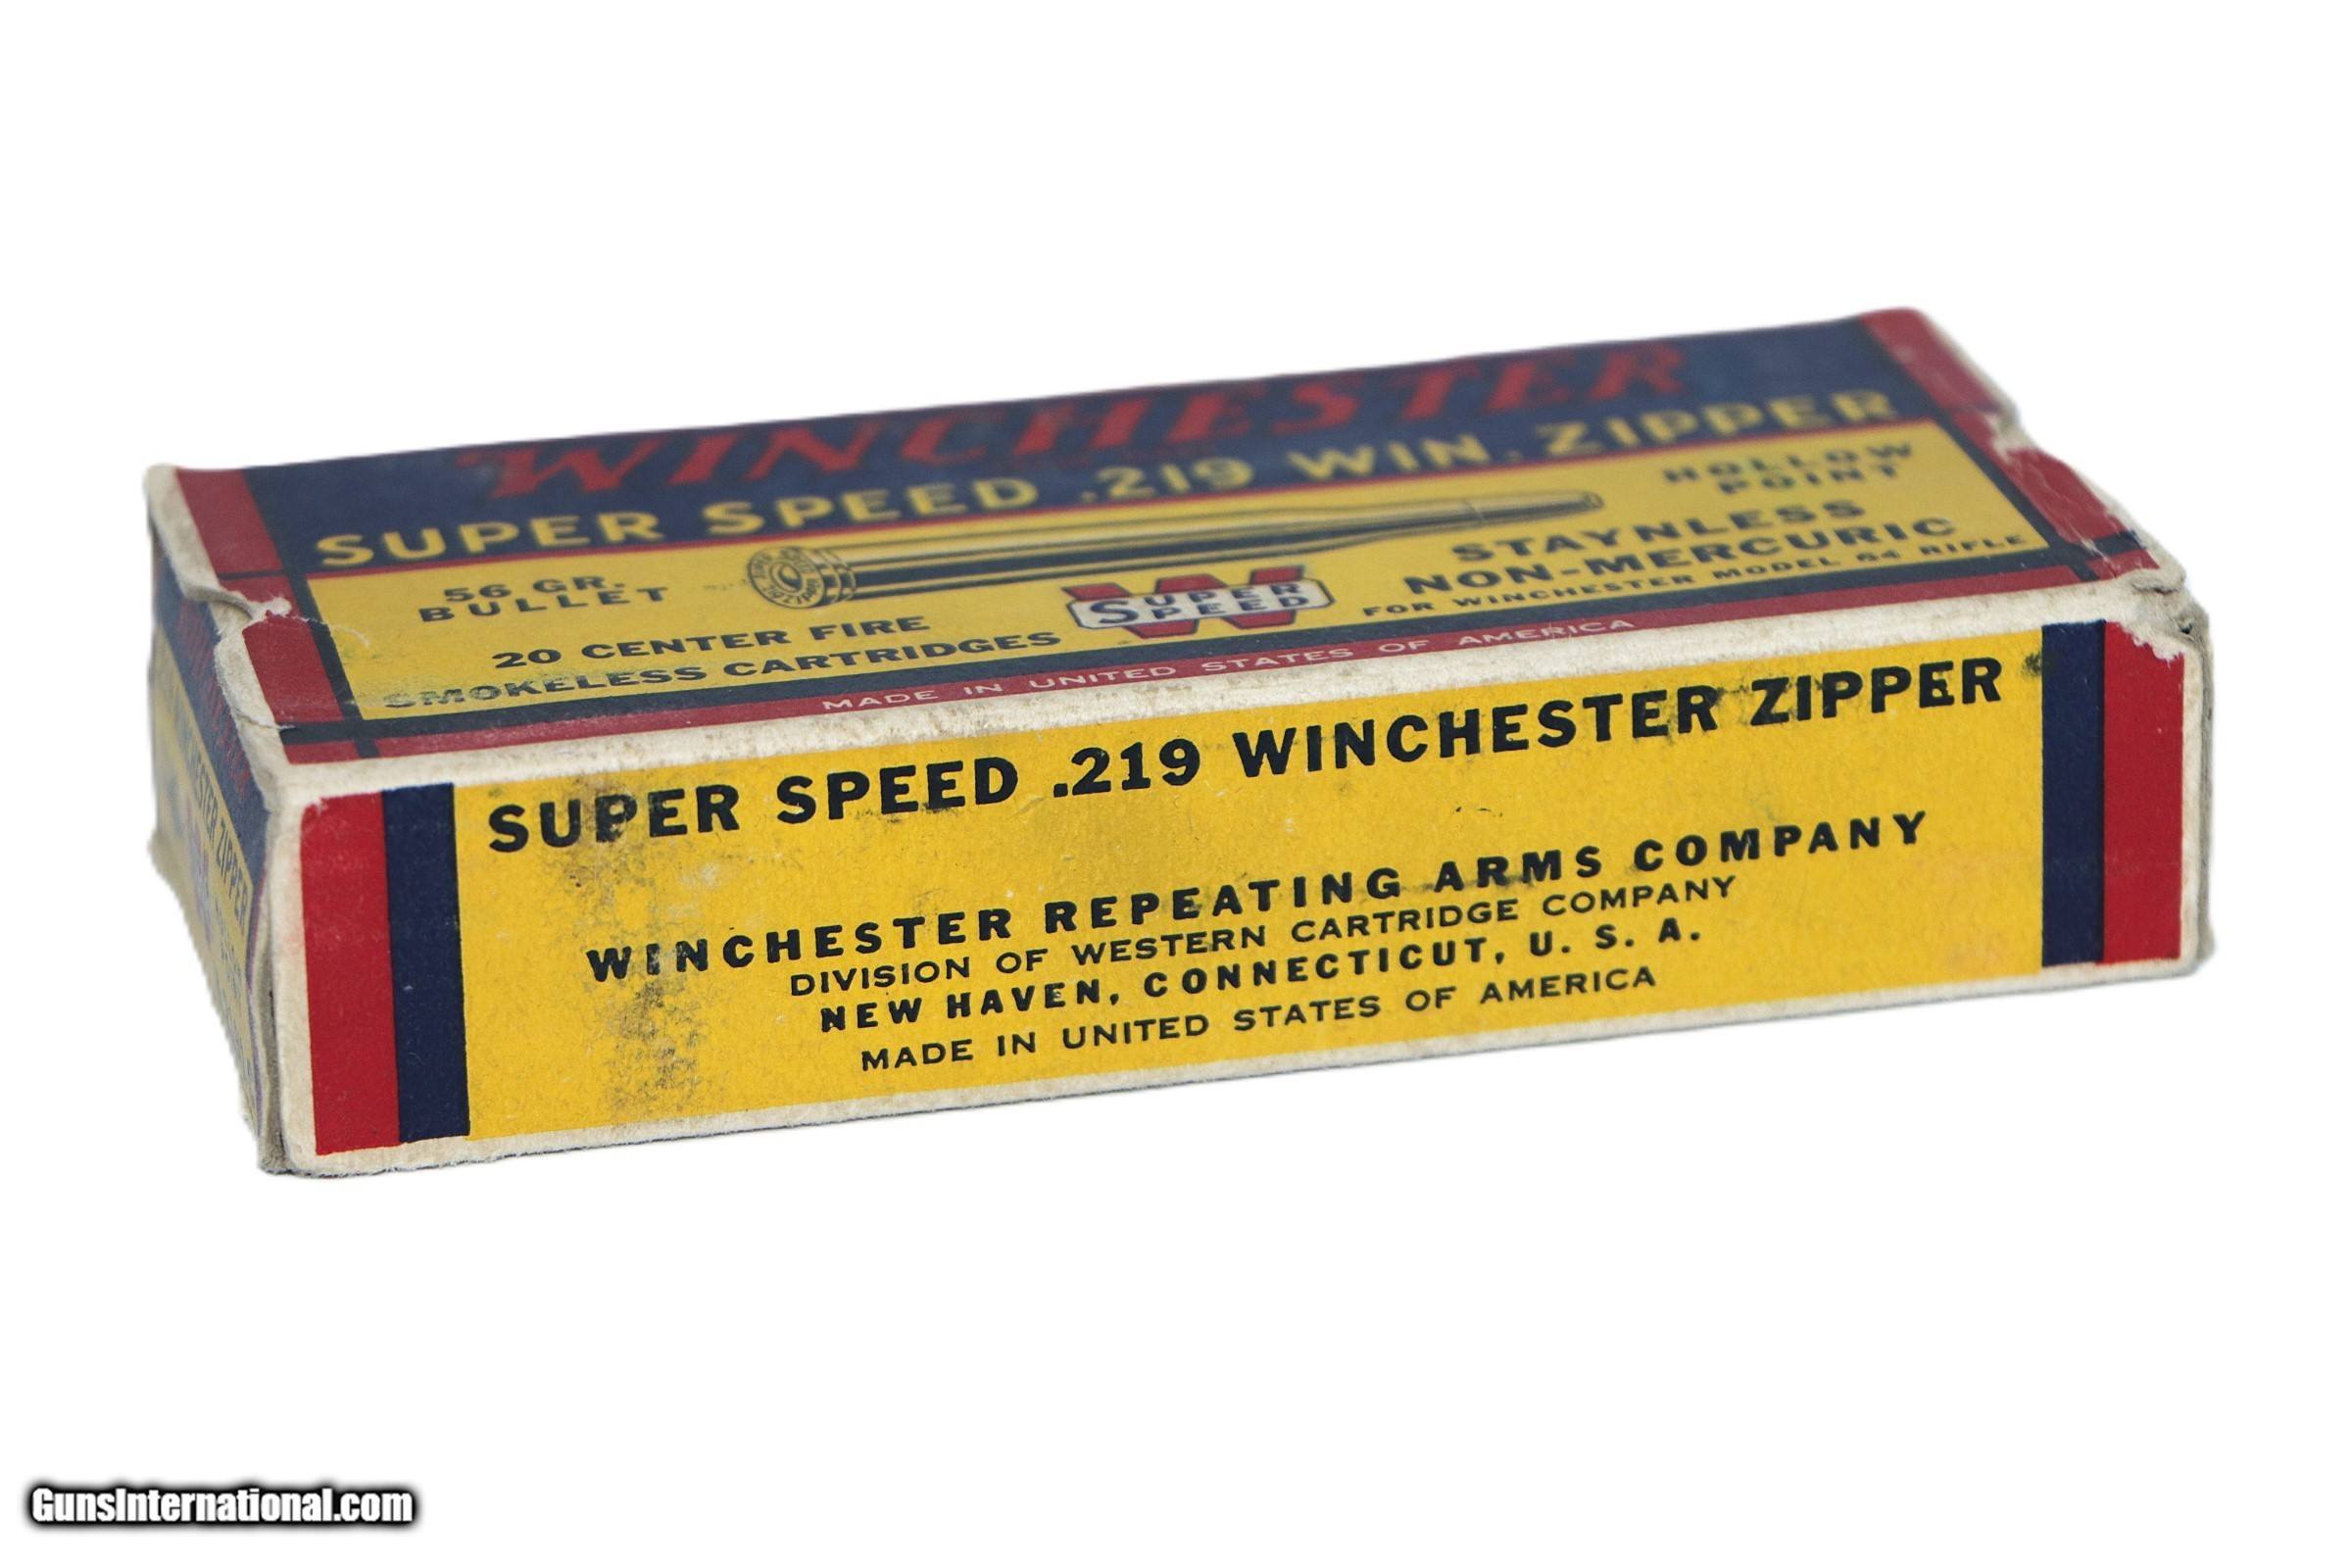 WINCHESTER
SUPER SPEED .219 WIN. ZIPPER
56 GR.
BULLET
20 CENTER FIRE
SMOKELESS CARTRIDGES
SUPER
SPEED
HOLLOW
POINT
STAYNLESS
NON-MERCURIC
FOR WINCHESTER MODEL 64 RIFLE
MADE IN UNITED STATES OF AMERICA
SUPER SPEED .219 WINCHESTER ZIPPER
WINCHESTER REPEATING ARMS COMPANY
DIVISION OF WESTERN CARTRIDGE COMPANY
NEW HAVEN, CONNECTICUT, U. S. A.
MADE IN UNITED STATES OF AMERICA
ZIPPER
GunsInternational.com